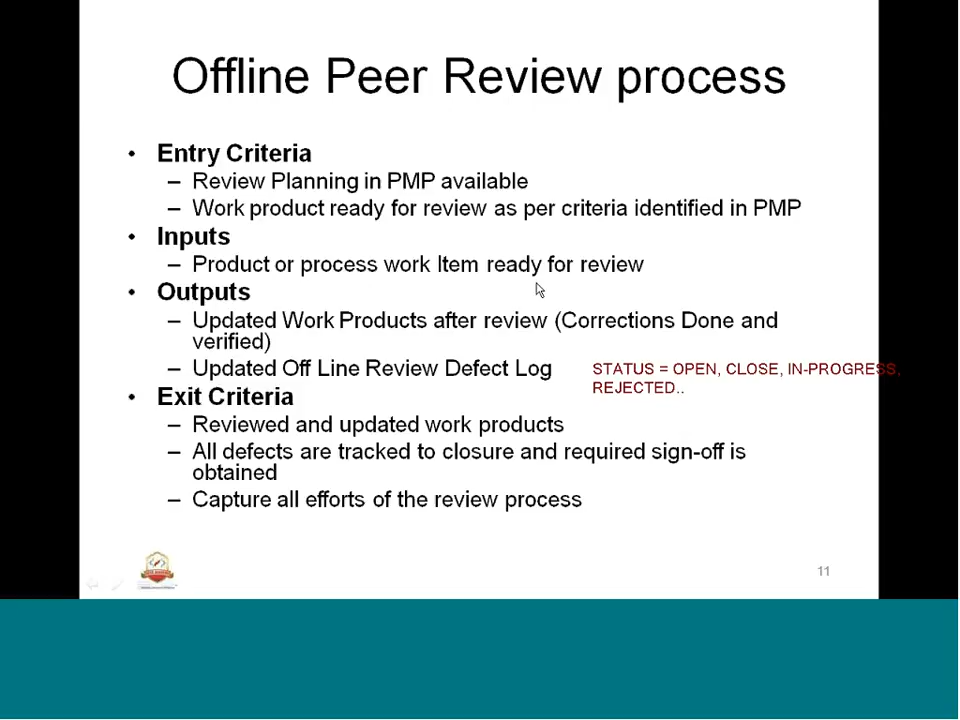 Offline Peer Review process
• Entry Criteria
– Review Planning in PMP available
– Work product ready for review as per criteria identified in PMP
• Inputs
– Product or process work Item ready for review
• Outputs
– Updated Work Products after review (Corrections Done and
verified)
– Updated Off Line Review Defect Log
STATUS = OPEN, CLOSE, IN-PROGRESS,
REJECTED..
• Exit Criteria
– Reviewed and updated work products
– All defects are tracked to closure and required sign-off is
obtained
– Capture all efforts of the review process
11